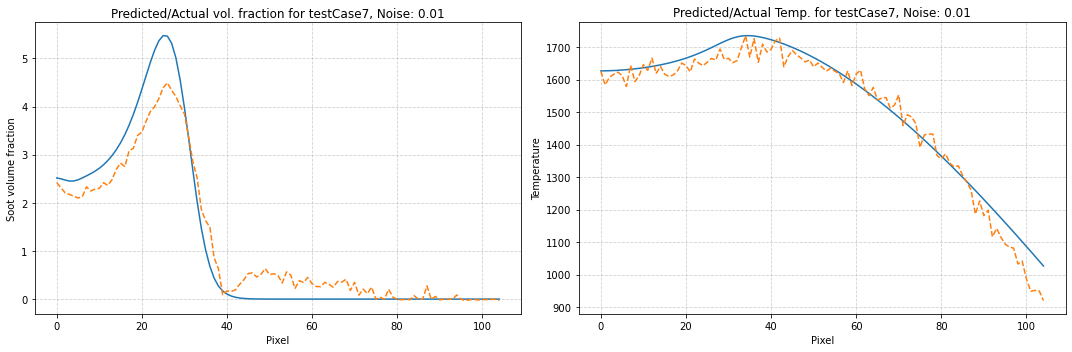 Predicted/Actual vol. fraction for testCase7, Noise: 0.01
Soot volume fraction
5
4
3
2
1
0
0 20 40 60 80 100
Pixel
Predicted/Actual Temp. for testCase7, Noise: 0.01
Temperature
1700
1600
1500
1400
1300
1200
1100
1000
900
0 20 40 60 80 100
Pixel